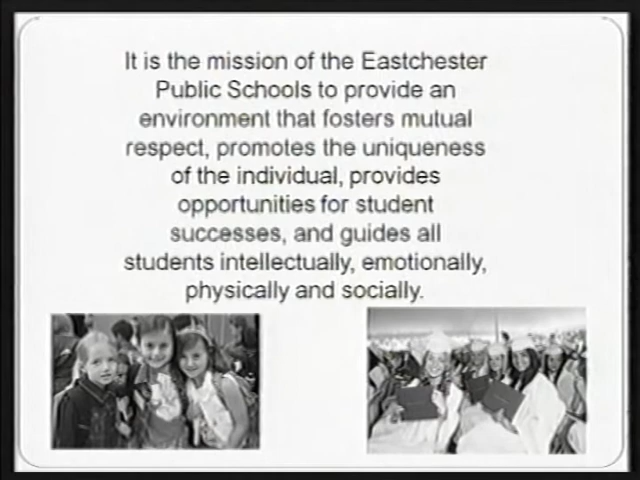 It is the mission of the Eastchester
Public Schools to provide an
environment that fosters mutual
respect, promotes the uniqueness
of the individual, provides
opportunities for student
successes, and guides all
students intellectually, emotionally,
physically and socially.